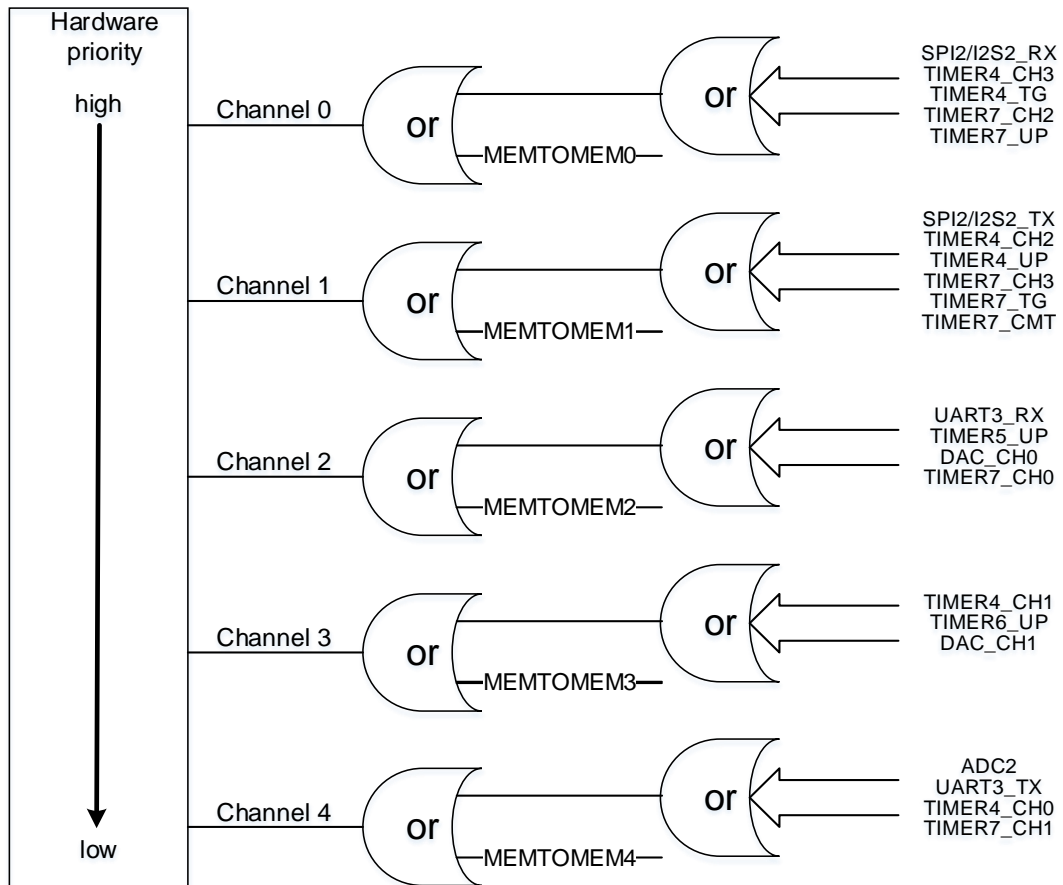 Hardware
priority
high
low
Channel 0
or
MEMTOMEM0
or
SPI2/I2S2_RX
TIMER4_CH3
TIMER4_TG
TIMER7_CH2
TIMER7_UP
Channel 1
or
MEMTOMEM1
or
SPI2/I2S2_TX
TIMER4_CH2
TIMER4_UP
TIMER7_CH3
TIMER7_TG
TIMER7_CMT
Channel 2
or
MEMTOMEM2
or
UART3_RX
TIMER5_UP
DAC_CH0
TIMER7_CH0
Channel 3
or
MEMTOMEM3
or
TIMER4_CH1
TIMER6_UP
DAC_CH1
Channel 4
or
MEMTOMEM4
or
ADC2
UART3_TX
TIMER4_CH0
TIMER7_CH1